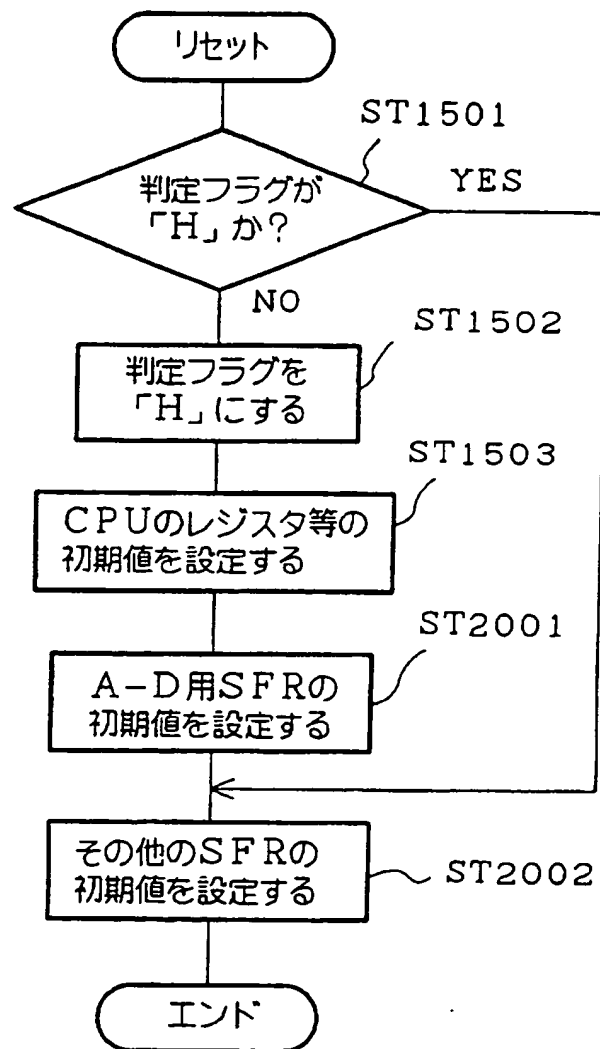 リセット
ST1501
判定フラグが
「H」か?
YES
NO
ST1502
判定フラグを
「H」にする
ST1503
CPUのレジスタ等の
初期値を設定する
ST2001
A-D用SFRの
初期値を設定する
その他のSFRの
初期値を設定する
ST2002
エンド